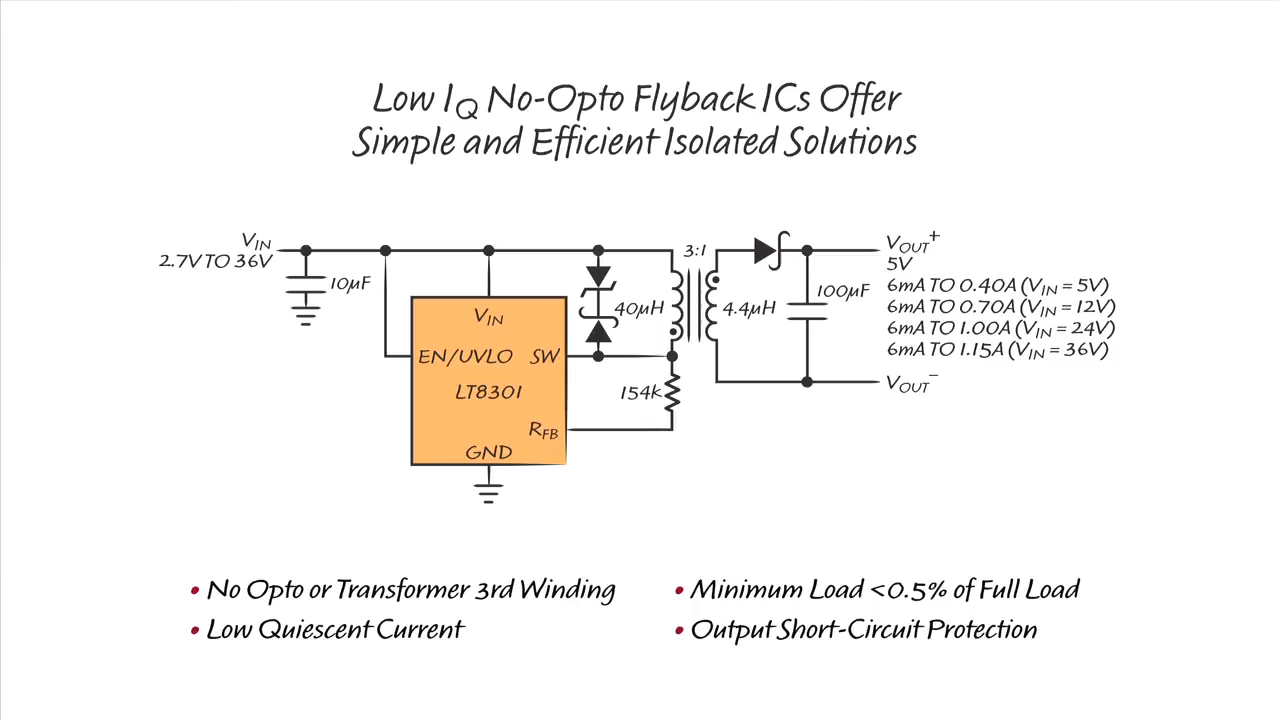 Low IQ No-Opto Flyback ICs Offer
Simple and Efficient Isolated Solutions
VIN
2.7V TO 36V
10µF
VIN
EN/UVLO SW
LT8301
RFB
GND
40µH
154k
3:1
4.4µH
100µF
VOUT+
5V
6mA TO 0.40A (VIN = 5V)
6mA TO 0.70A (VIN = 12V)
6mA TO 1.00A (VIN = 24V)
6mA TO 1.15A (VIN = 36V)
VOUT−
• No Opto or Transformer 3rd Winding
• Low Quiescent Current
• Minimum Load <0.5% of Full Load
• Output Short-Circuit Protection